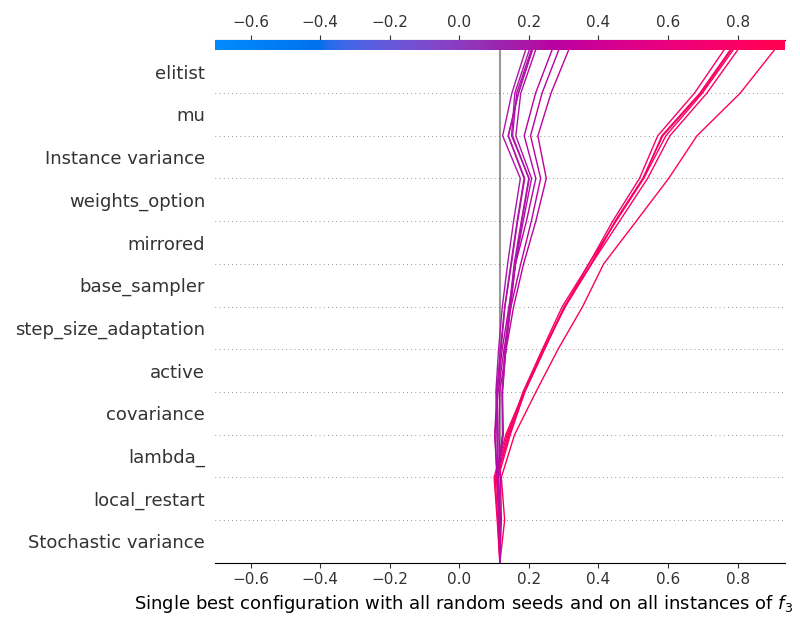 −0.6 −0.4 −0.2 0.0 0.2 0.4 0.6 0.8
elitist
mu
Instance variance
weights_option
mirrored
base_sampler
step_size_adaptation
active
covariance
lambda_
local_restart
Stochastic variance
−0.6 −0.4 −0.2 0.0 0.2 0.4 0.6 0.8
Single best configuration with all random seeds and on all instances of f₃